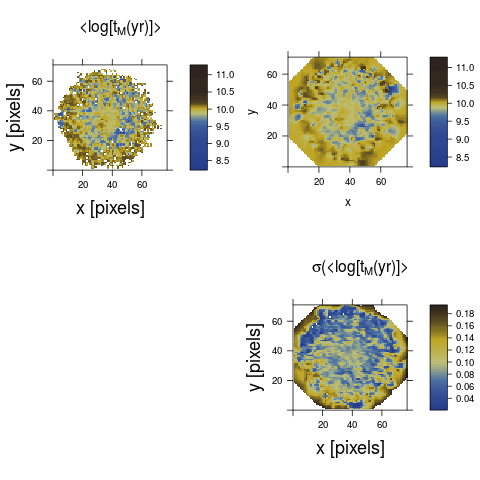 <log[t_M(yr)]>
60
40
20
y [pixels]
20 40 60
x [pixels]
11.0
10.5
10.0
9.5
9.0
8.5
60
40
20
y
20 40 60
x
11.0
10.5
10.0
9.5
9.0
8.5
σ(<log[t_M(yr)]>
60
40
20
y [pixels]
20 40 60
x [pixels]
0.18
0.16
0.14
0.12
0.10
0.08
0.06
0.04